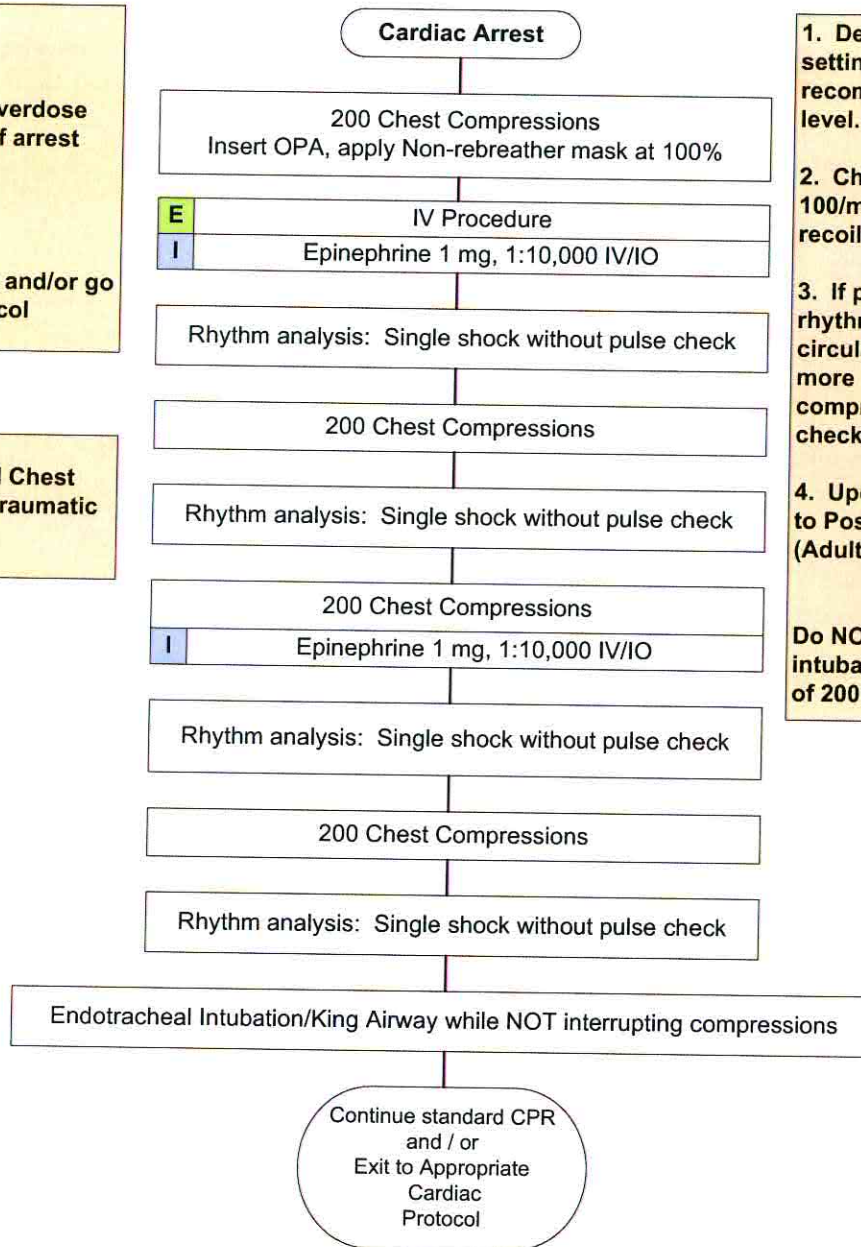 verdose
f arrest
and/or go
col
Chest
raumatic
Cardiac Arrest
200 Chest Compressions
Insert OPA, apply Non-rebreather mask at 100%
E IV Procedure
I Epinephrine 1 mg, 1:10,000 IV/IO
Rhythm analysis: Single shock without pulse check
200 Chest Compressions
Rhythm analysis: Single shock without pulse check
200 Chest Compressions
I Epinephrine 1 mg, 1:10,000 IV/IO
Rhythm analysis: Single shock without pulse check
200 Chest Compressions
Rhythm analysis: Single shock without pulse check
Endotracheal Intubation/King Airway while NOT interrupting compressions
Continue standard CPR
and / or
Exit to Appropriate
Cardiac
Protocol
1. De
settin
recon
level.
2. Ch
100/m
recoil
3. If p
rhythm
circul
more
compr
check
4. Upo
to Pos
(Adult
Do NO
intuba
of 200